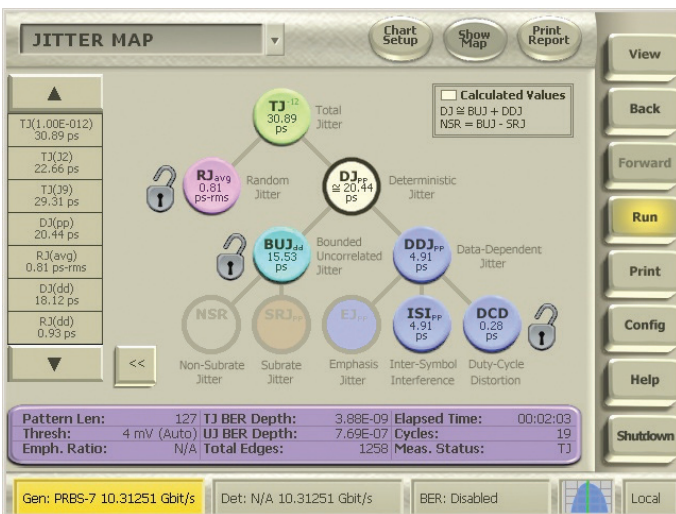 JITTER MAP
Chart Setup
Show Map
Print Report
View
Back
Forward
Run
Print
Config
Help
Shutdown
TJ(1.00E-012)
30.89 ps
TJ(J2)
22.66 ps
TJ(J9)
29.31 ps
DJ(pp)
20.44 ps
RJ(avg)
0.81 ps-rms
DJ(dd)
18.12 ps
RJ(dd)
0.93 ps
<<
Calculated Values
DJ ≅ BUJ + DDJ
NSR = BUJ - SRJ
TJ-12
30.89
ps
Total
Jitter
RJavg
0.81
ps-rms
Random
Jitter
DJPP
≅ 20.44
ps
Deterministic
Jitter
BUJdd
15.53
ps
Bounded
Uncorrelated
Jitter
DDJPP
4.91
ps
Data-Dependent
Jitter
NSR
Non-Subrate
Jitter
SRJPP
Subrate
Jitter
EJPP
Emphasis
Jitter
ISIPP
4.91
ps
Inter-Symbol
Interference
DCD
0.28
ps
Duty-Cycle
Distortion
Pattern Len: 127 TJ BER Depth: 3.88E-09 Elapsed Time: 00:02:03
Thresh: 4 mV (Auto) UJ BER Depth: 7.69E-07 Cycles: 19
Emph. Ratio: N/A Total Edges: 1258 Meas. Status: TJ
Gen: PRBS-7 10.31251 Gbit/s
Det: N/A 10.31251 Gbit/s
BER: Disabled
Local